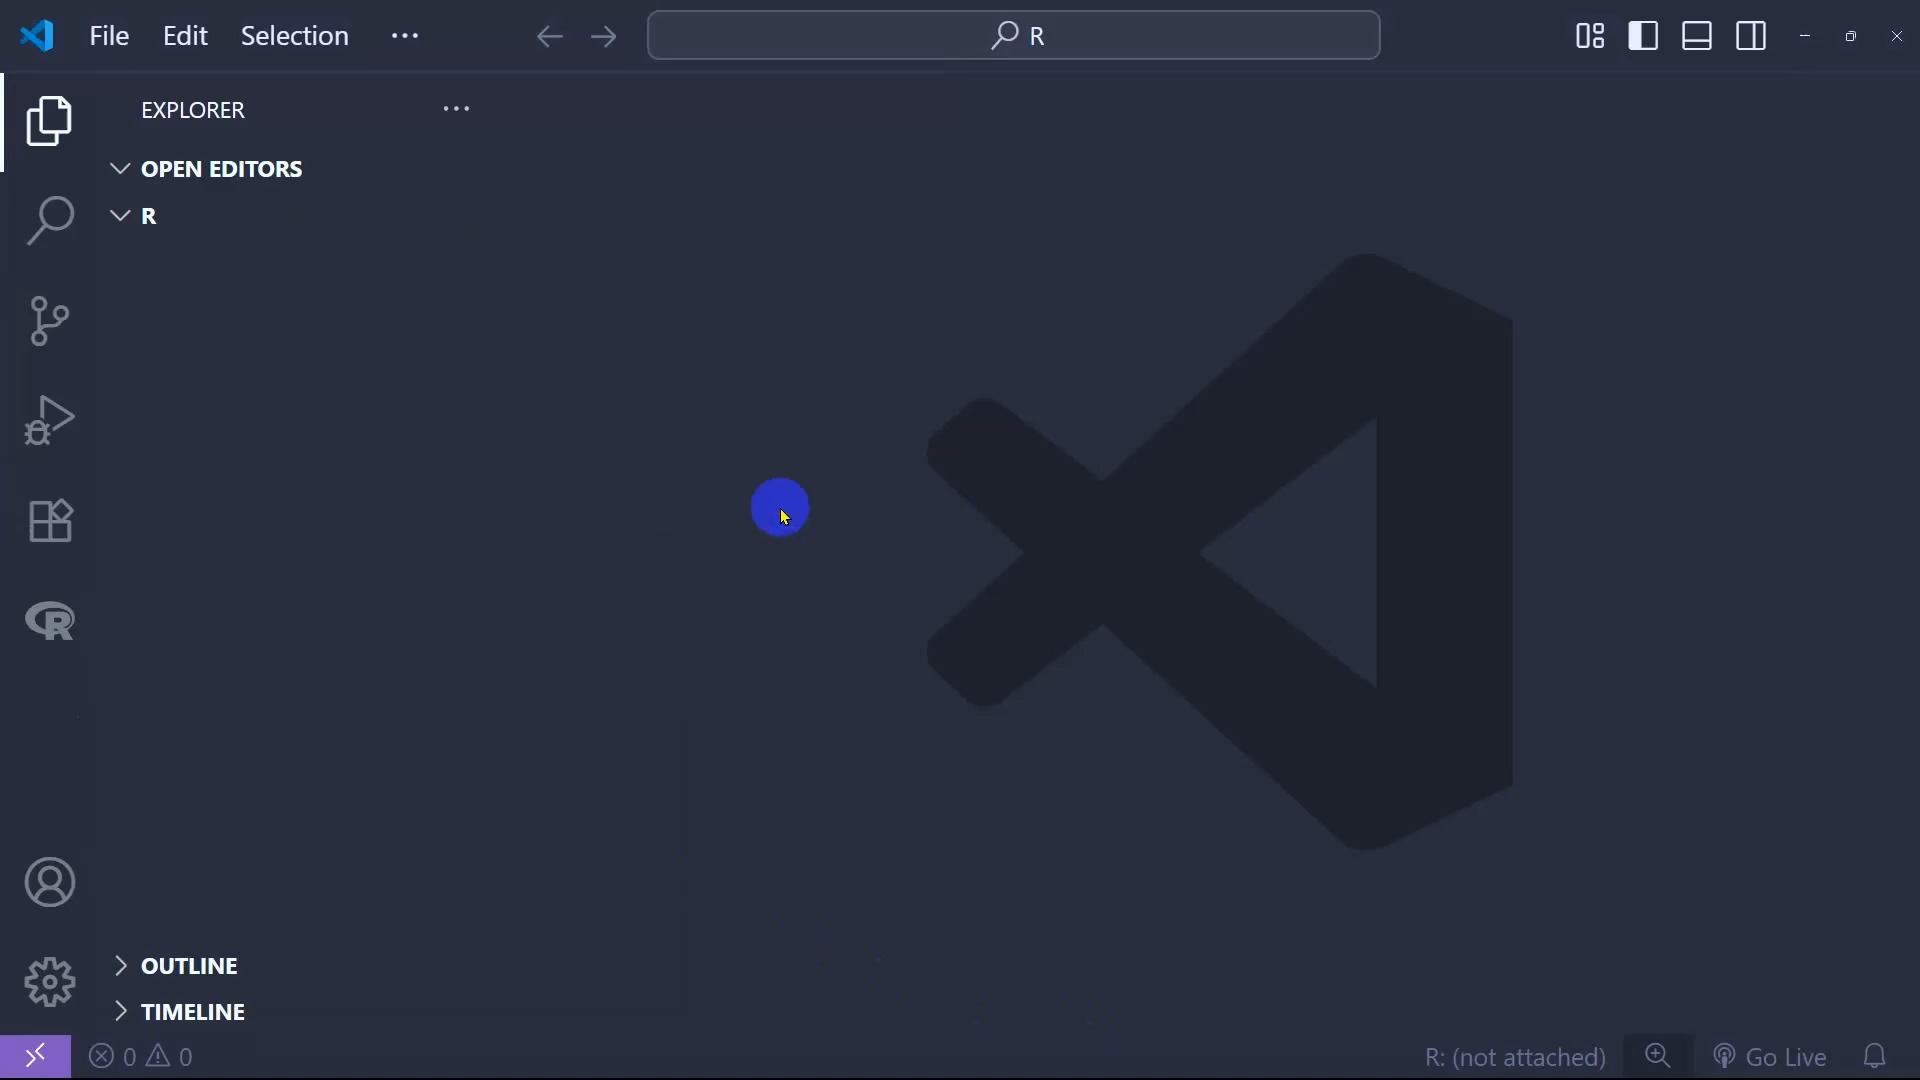 File Edit Selection ··· R
EXPLORER ···
OPEN EDITORS
R
OUTLINE
TIMELINE
0 0 R: (not attached) Go Live